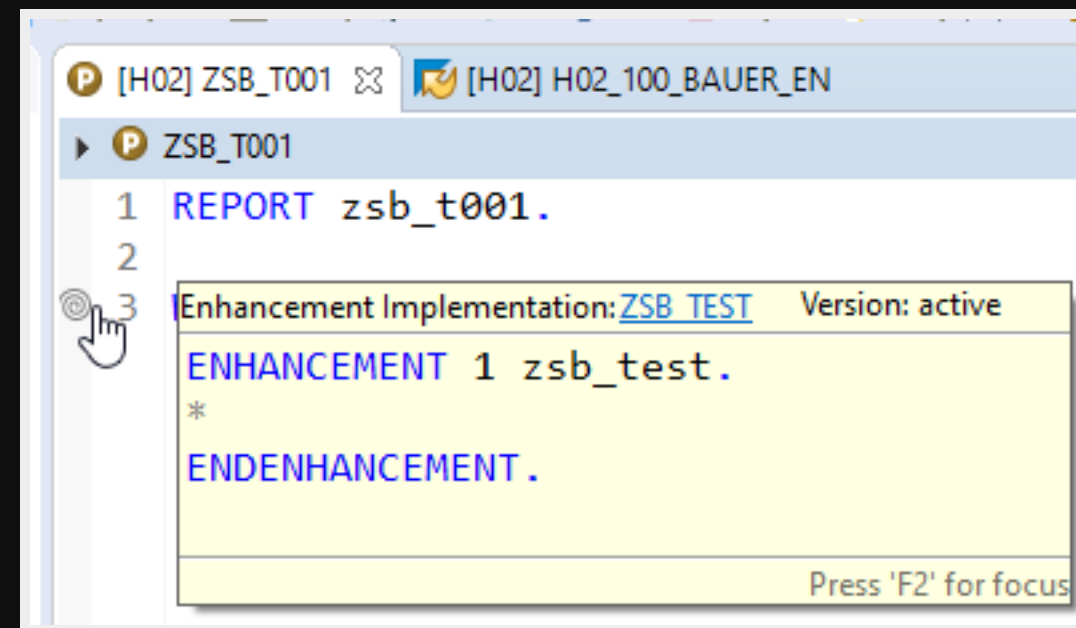 [H02] ZSB_T001 [H02] H02_100_BAUER_EN
ZSB_T001
1 REPORT zsb_t001.
2
3
Enhancement Implementation: ZSB_TEST Version: active
ENHANCEMENT 1 zsb_test.
*
ENDENHANCEMENT.
Press 'F2' for focus